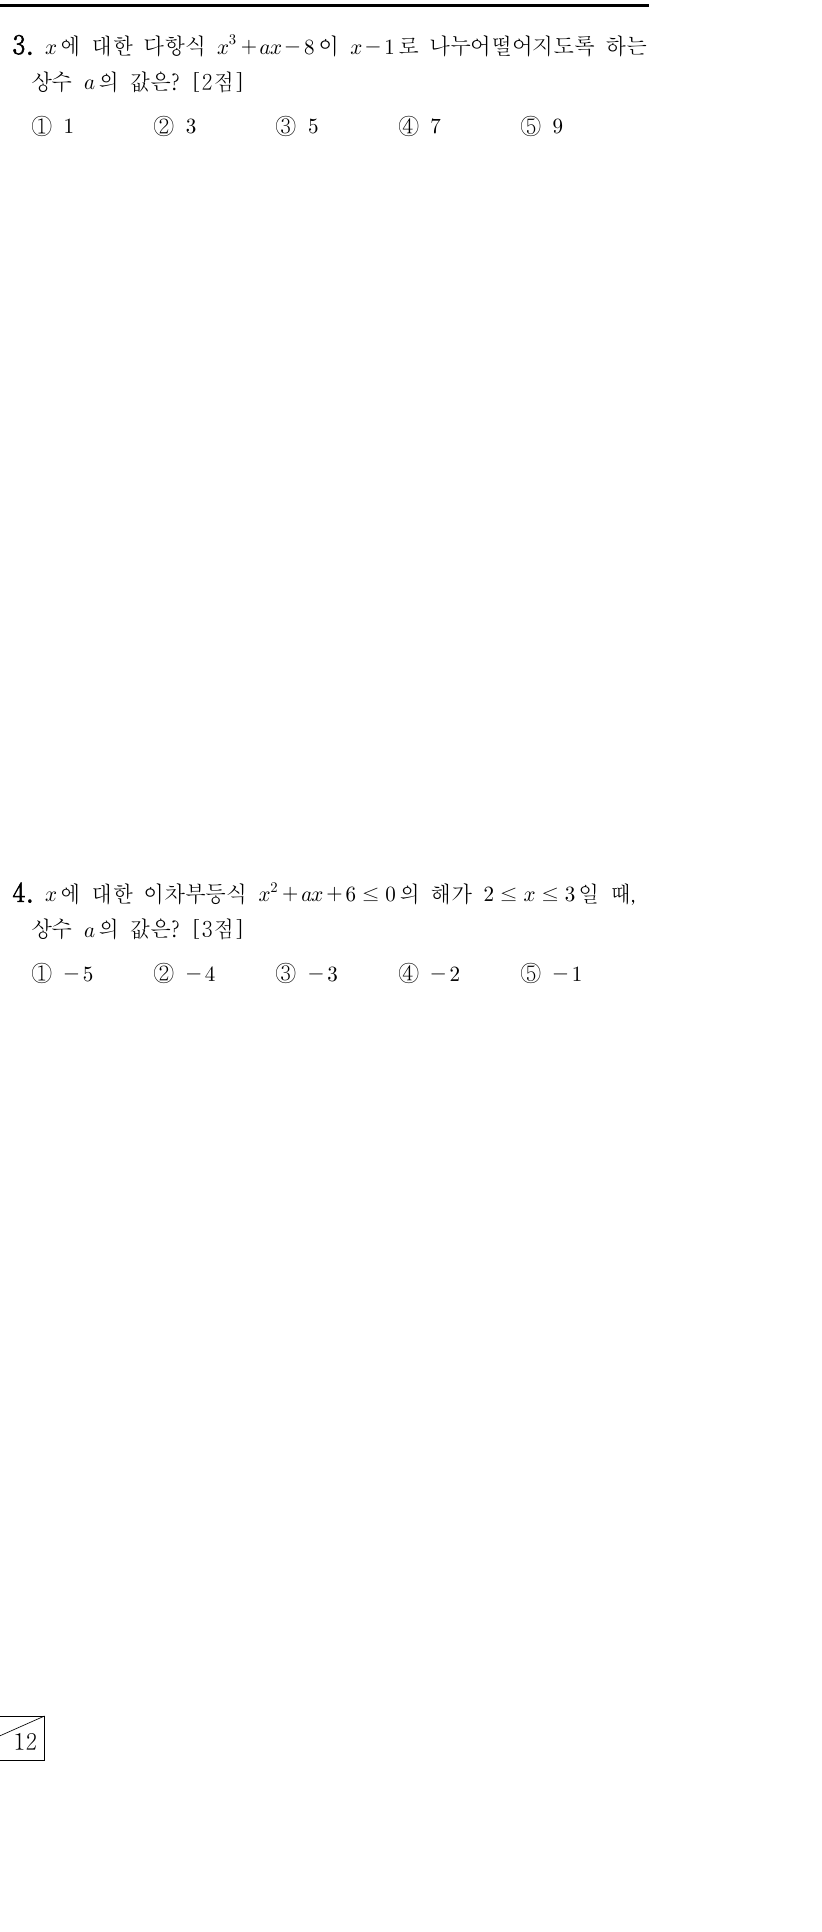 3. x에 대한 다항식 x³+ax-8이 x-1로 나누어떨어지도록 하는
상수 a의 값은? [2점]
① 1 ② 3 ③ 5 ④ 7 ⑤ 9
4. x에 대한 이차부등식 x²+ax+6≤0의 해가 2≤x≤3일 때,
상수 a의 값은? [3점]
① -5 ② -4 ③ -3 ④ -2 ⑤ -1
12